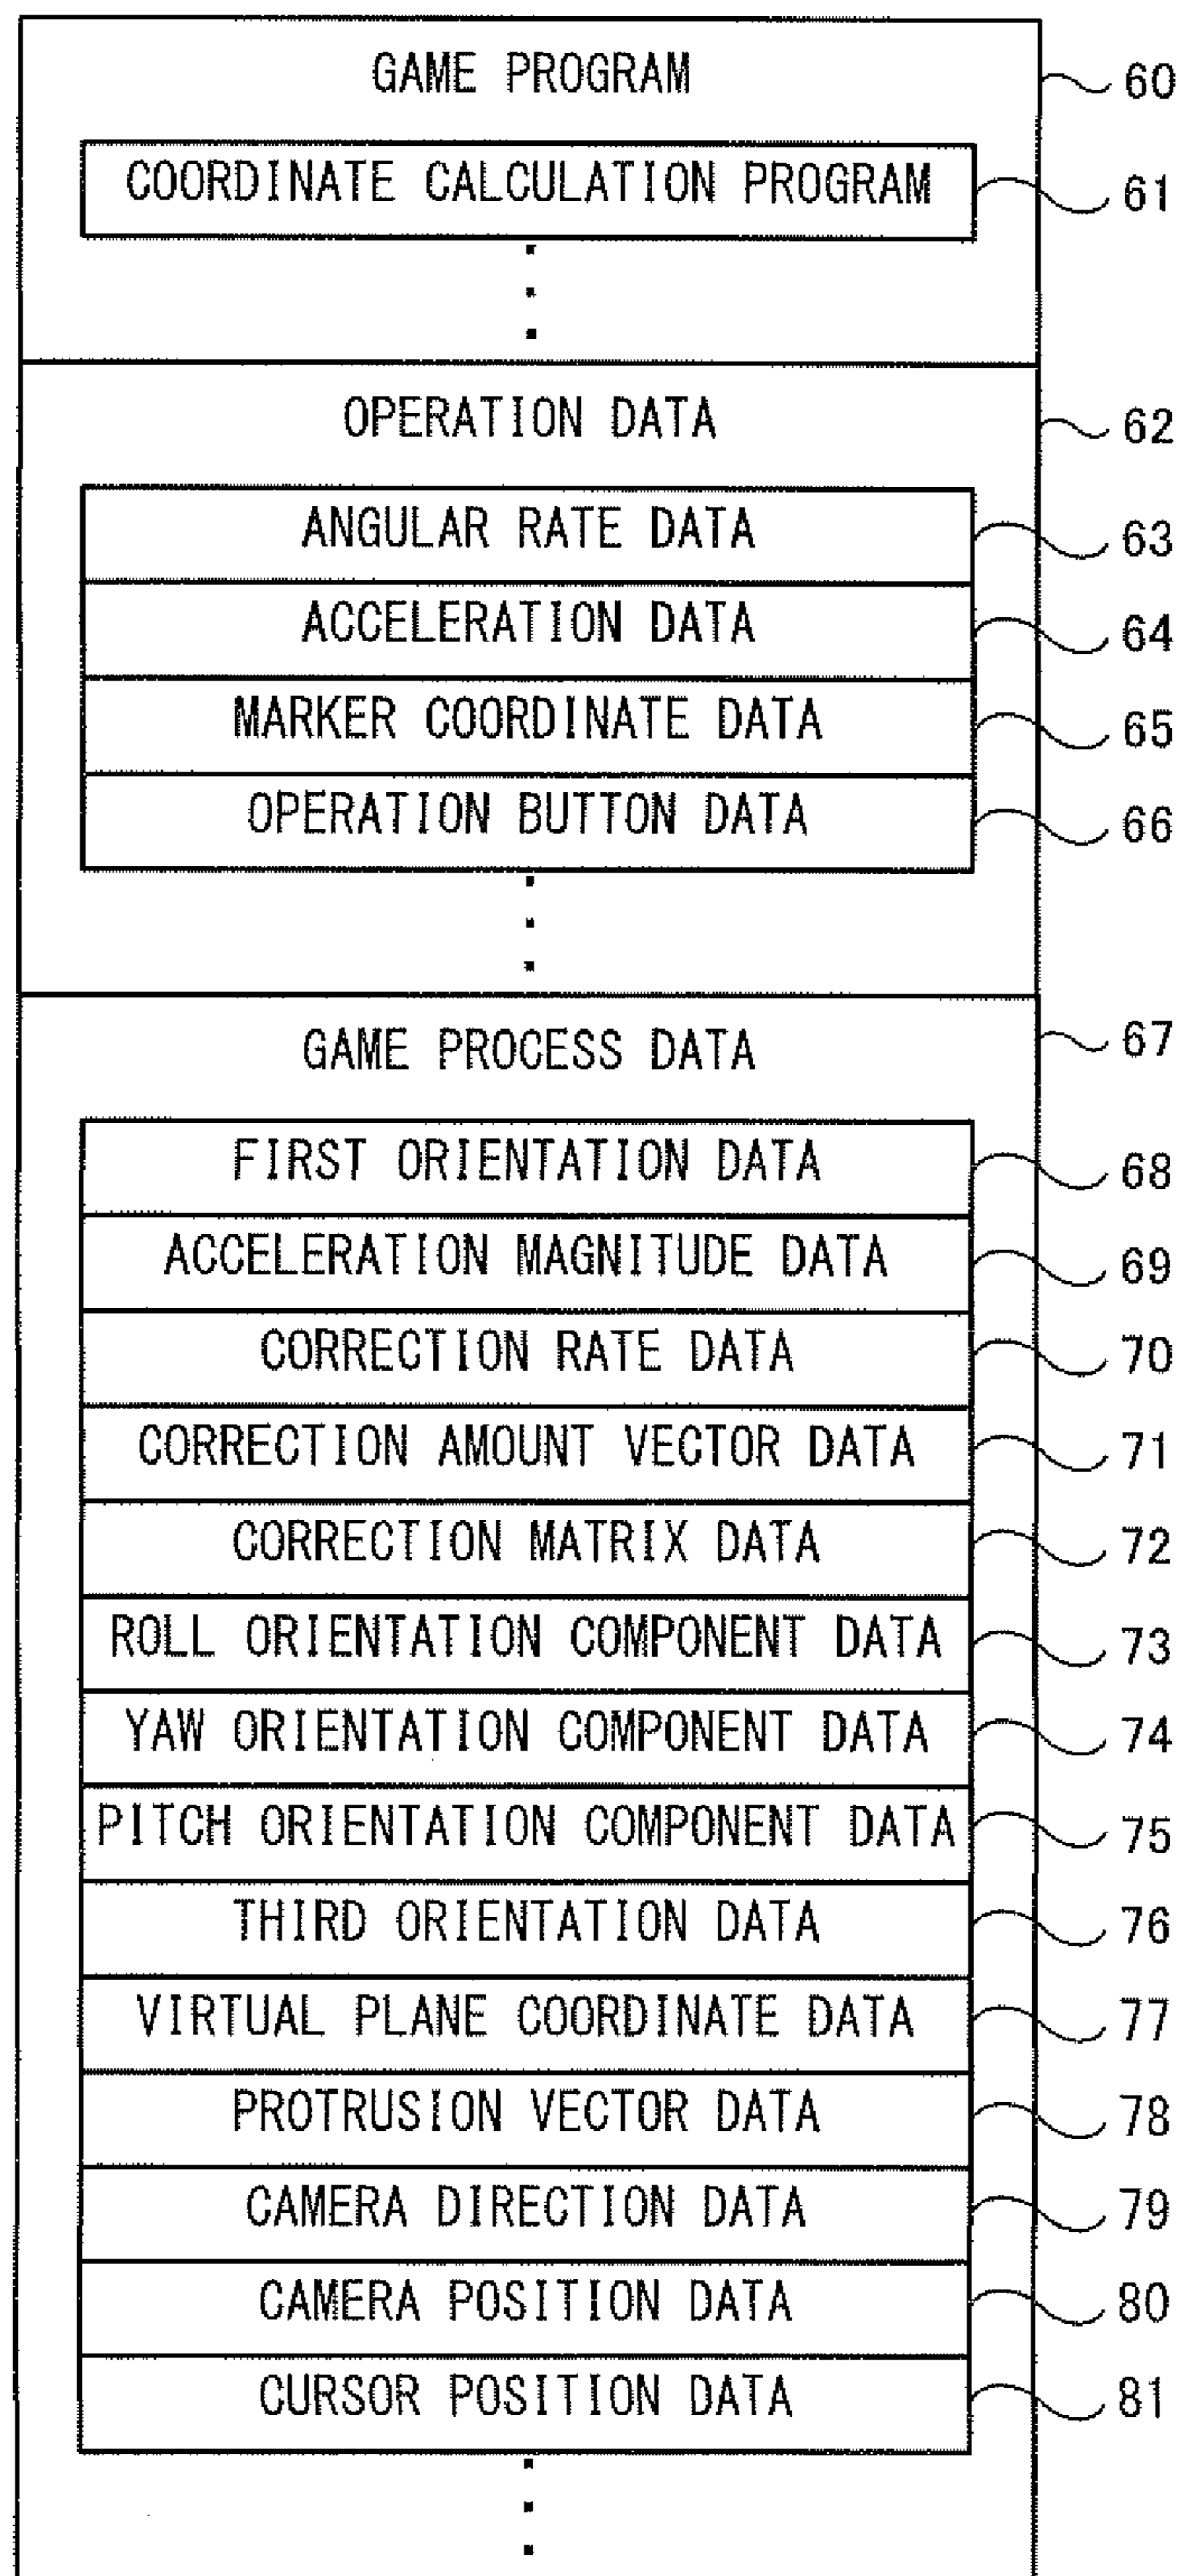 GAME PROGRAM 60
COORDINATE CALCULATION PROGRAM 61
OPERATION DATA 62
ANGULAR RATE DATA 63
ACCELERATION DATA 64
MARKER COORDINATE DATA 65
OPERATION BUTTON DATA 66
GAME PROCESS DATA 67
FIRST ORIENTATION DATA 68
ACCELERATION MAGNITUDE DATA 69
CORRECTION RATE DATA 70
CORRECTION AMOUNT VECTOR DATA 71
CORRECTION MATRIX DATA 72
ROLL ORIENTATION COMPONENT DATA 73
YAW ORIENTATION COMPONENT DATA 74
PITCH ORIENTATION COMPONENT DATA 75
THIRD ORIENTATION DATA 76
VIRTUAL PLANE COORDINATE DATA 77
PROTRUSION VECTOR DATA 78
CAMERA DIRECTION DATA 79
CAMERA POSITION DATA 80
CURSOR POSITION DATA 81